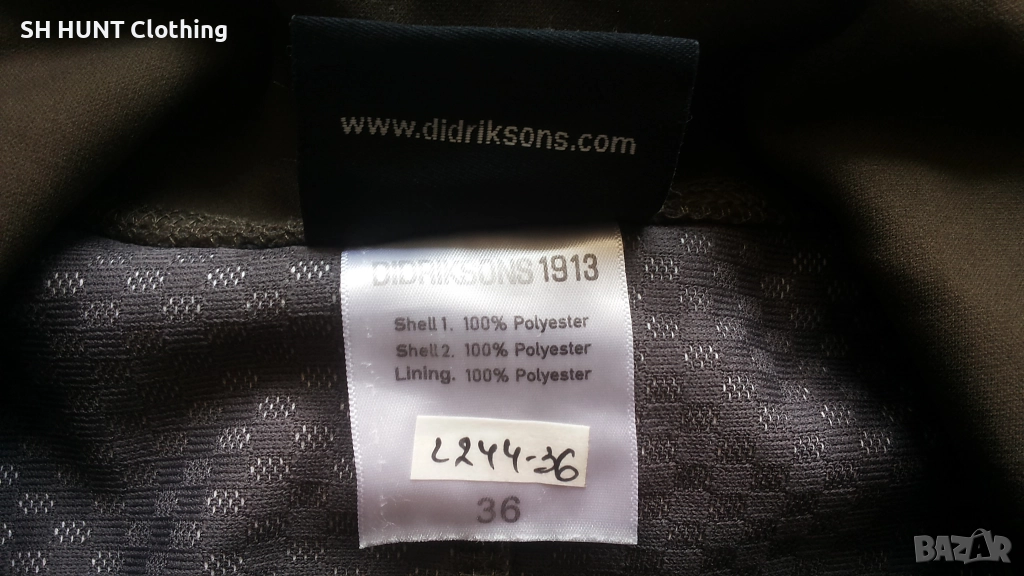 SH HUNT Clothing
www.didriksons.com
DIDRIKSONS 1913
Shell 1. 100% Polyester
Shell 2. 100% Polyester
Lining. 100% Polyester
L244-36
36
BAZAR